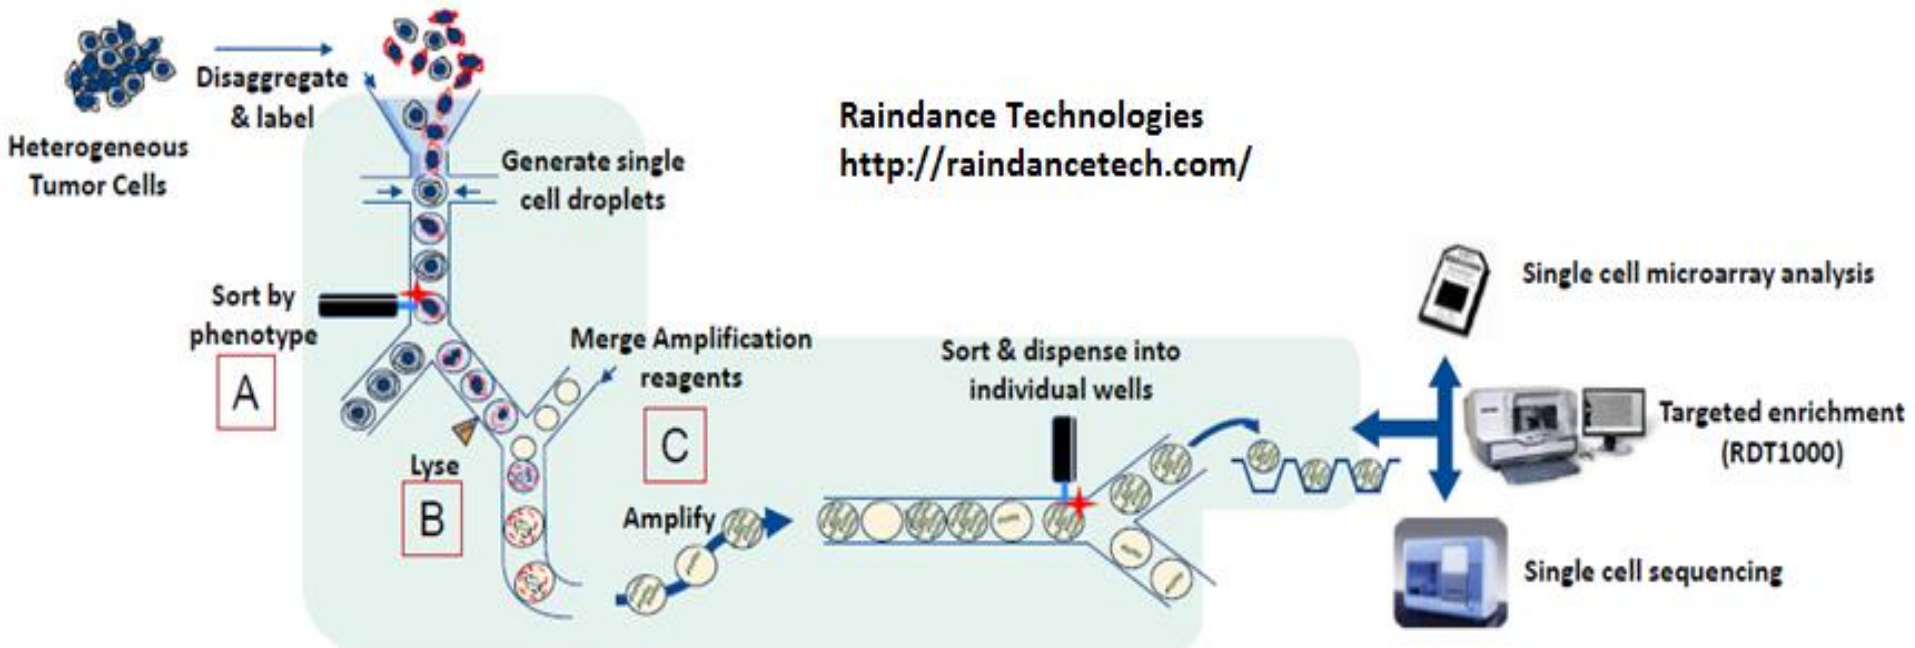 Heterogeneous
Tumor Cells
Disaggregate
& label
Generate single
cell droplets
Raindance Technologies
http://raindancetech.com/
Sort by
phenotype
A
Lyse
B
Merge Amplification
reagents
C
Amplify
Sort & dispense into
individual wells
Single cell microarray analysis
Targeted enrichment
(RDT1000)
Single cell sequencing